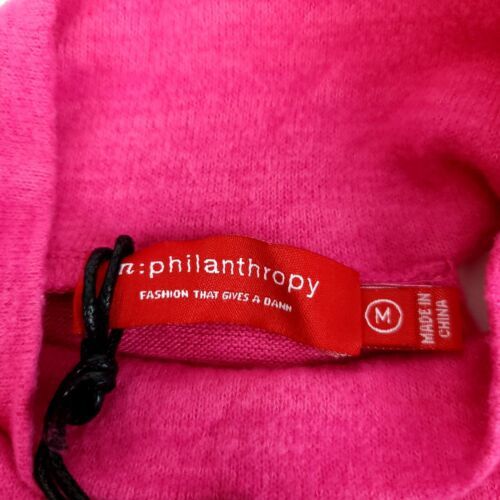 n:philanthropy
FASHION THAT GIVES A DAMN
M
MADE IN
CHINA